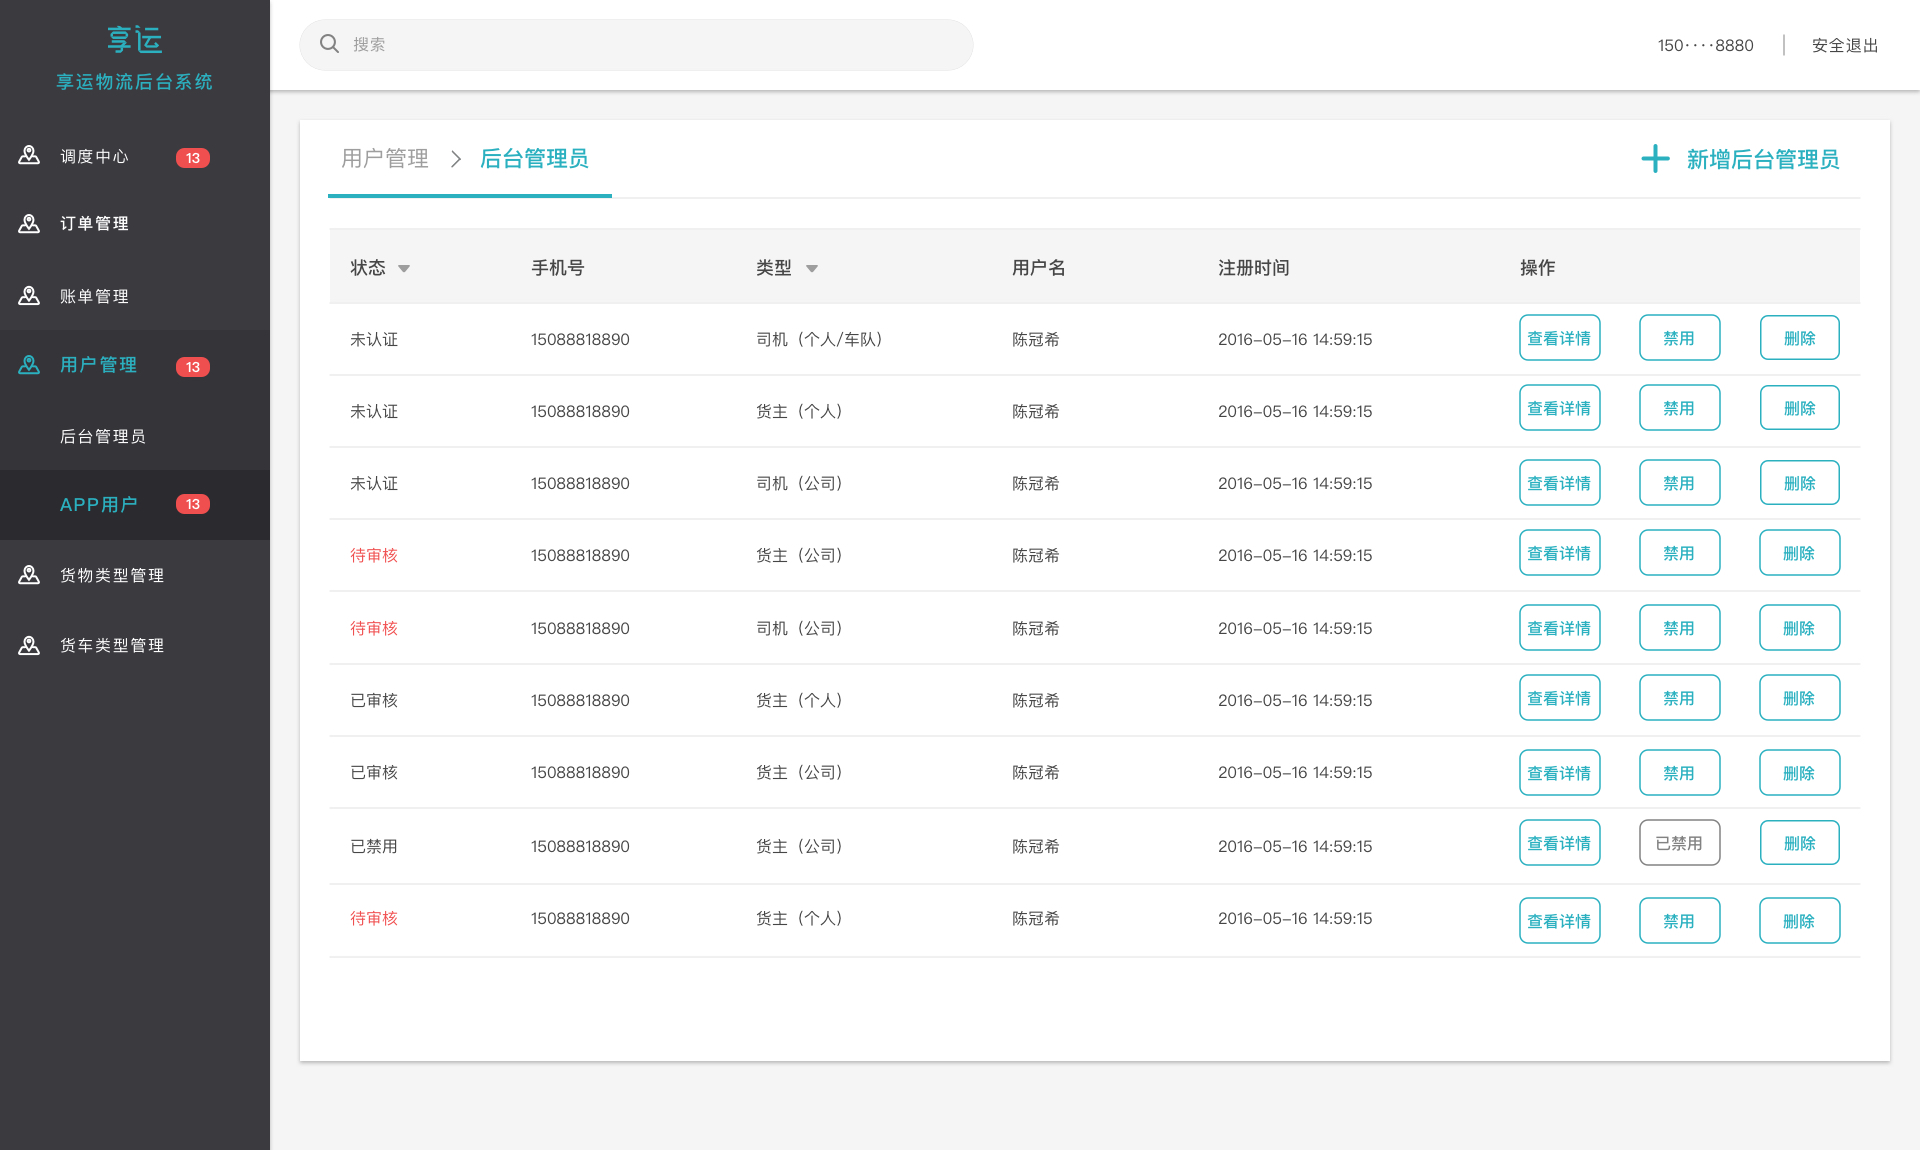 享运
享运物流后台系统
调度中心 13
订单管理
账单管理
用户管理 13
后台管理员
APP用户 13
货物类型管理
货车类型管理
搜索
150····8880 安全退出
用户管理 后台管理员 新增后台管理员
状态 手机号 类型 用户名 注册时间 操作
未认证 15088818890 司机（个人/车队） 陈冠希 2016-05-16 14:59:15 查看详情 禁用 删除
未认证 15088818890 货主（个人） 陈冠希 2016-05-16 14:59:15 查看详情 禁用 删除
未认证 15088818890 司机（公司） 陈冠希 2016-05-16 14:59:15 查看详情 禁用 删除
待审核 15088818890 货主（公司） 陈冠希 2016-05-16 14:59:15 查看详情 禁用 删除
待审核 15088818890 司机（公司） 陈冠希 2016-05-16 14:59:15 查看详情 禁用 删除
已审核 15088818890 货主（个人） 陈冠希 2016-05-16 14:59:15 查看详情 禁用 删除
已审核 15088818890 货主（公司） 陈冠希 2016-05-16 14:59:15 查看详情 禁用 删除
已禁用 15088818890 货主（公司） 陈冠希 2016-05-16 14:59:15 查看详情 已禁用 删除
待审核 15088818890 货主（个人） 陈冠希 2016-05-16 14:59:15 查看详情 禁用 删除